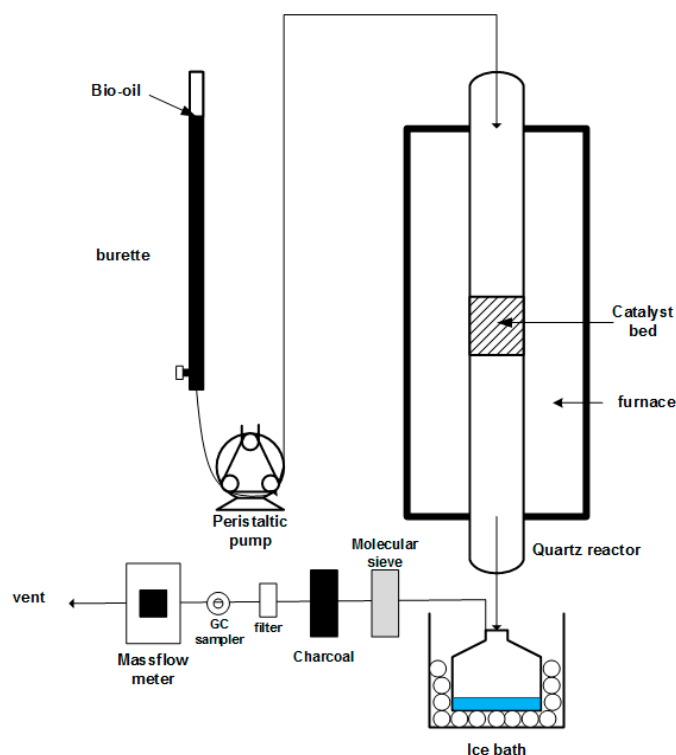 Bio-oil
burette
Catalyst
bed
furnace
Peristaltic
pump
Quartz reactor
Molecular
sieve
vent
GC
sampler
filter
Charcoal
Massflow
meter
Ice bath